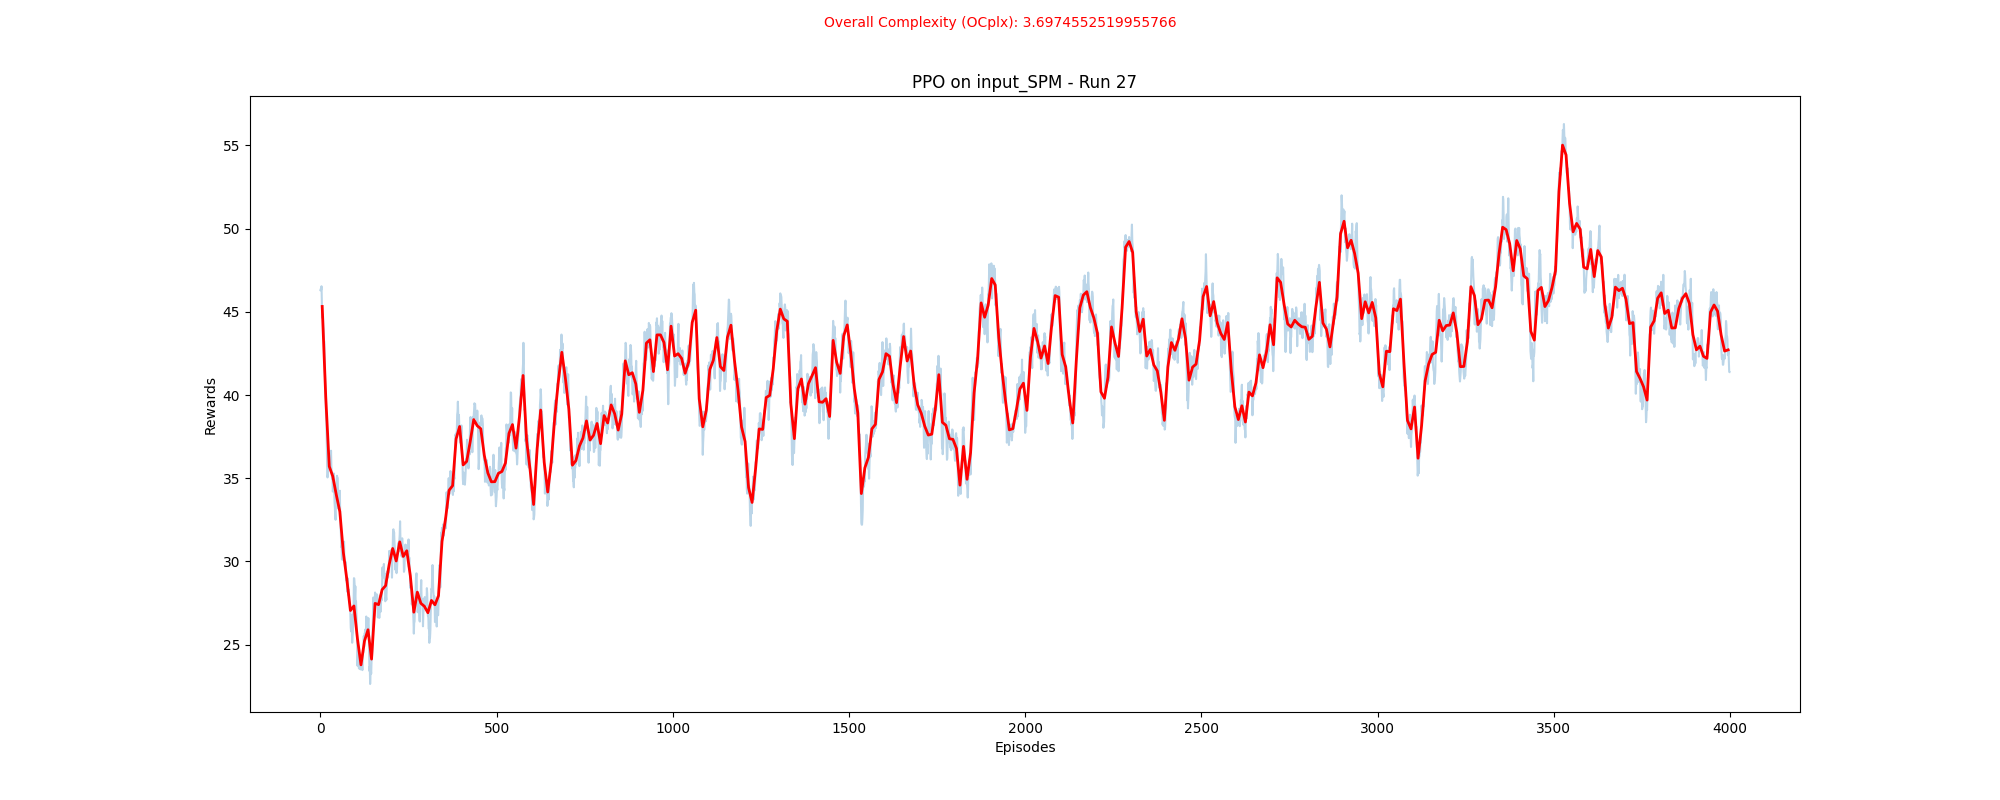 Overall Complexity (OCplx): 3.6974552519955766
PPO on input_SPM - Run 27
55
50
45
40
35
30
25
Rewards
0 500 1000 1500 2000 2500 3000 3500 4000
Episodes